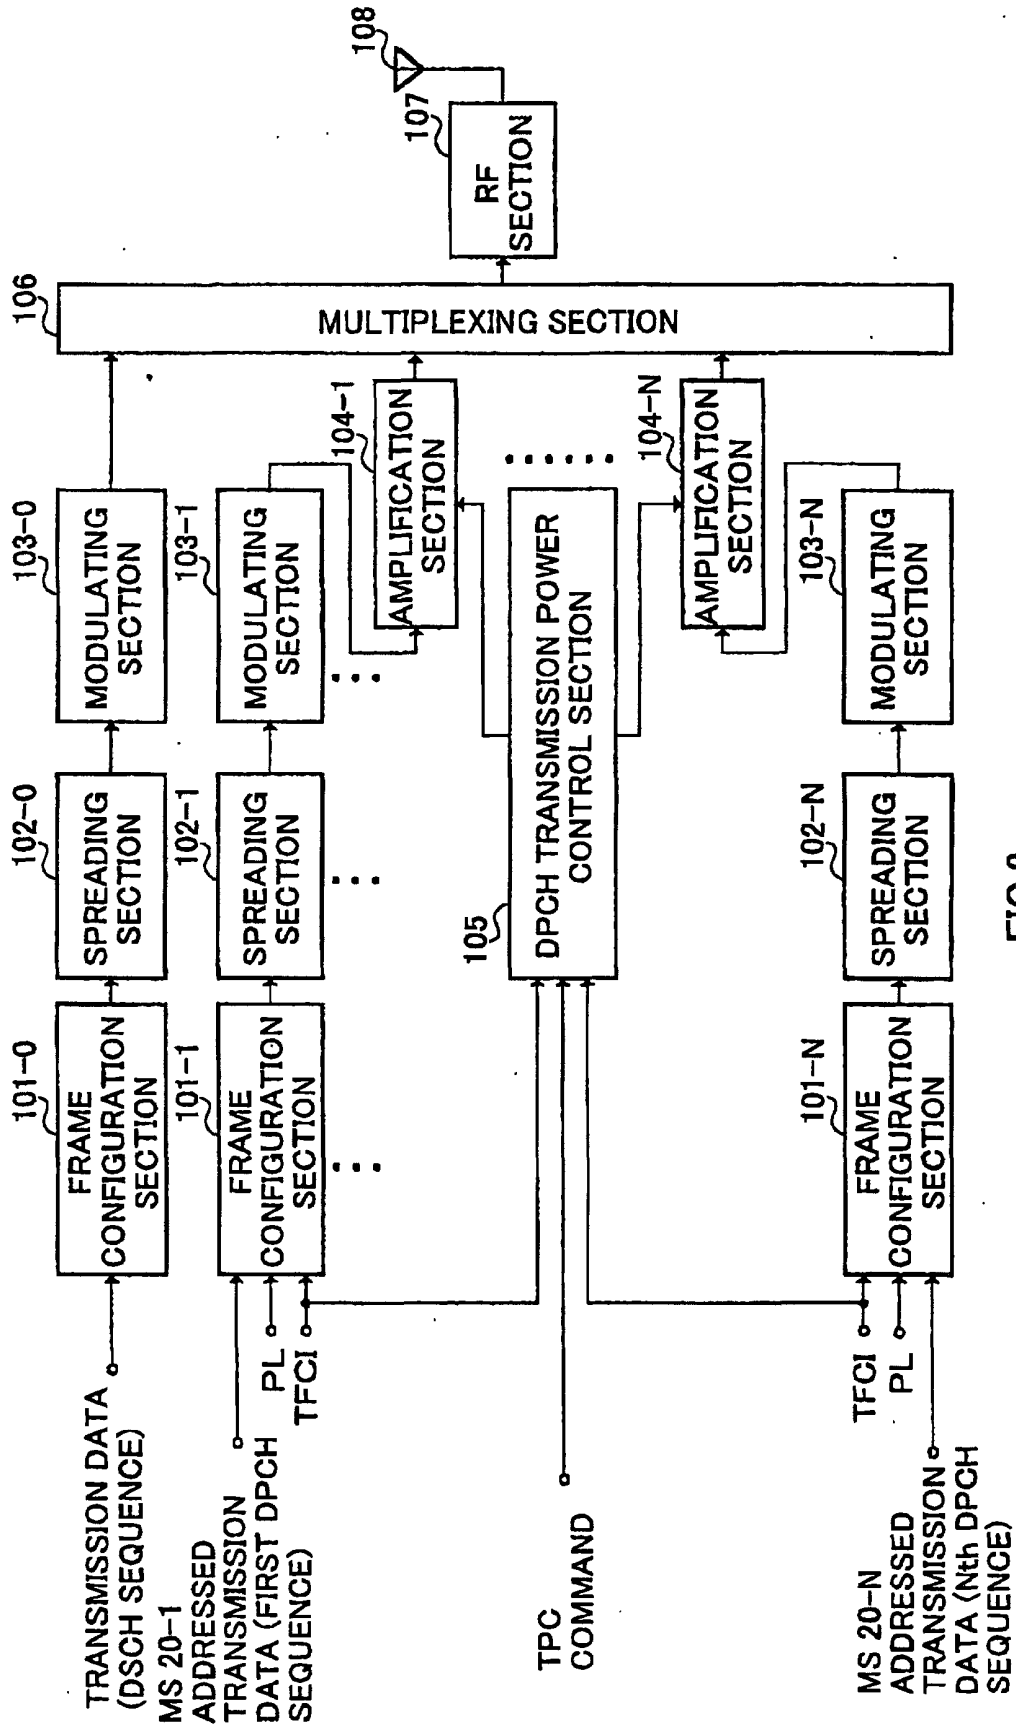 TRANSMISSION DATA
(DSCH SEQUENCE)
101-0
FRAME
CONFIGURATION
SECTION
102-0
SPREADING
SECTION
103-0
MODULATING
SECTION
106
MULTIPLEXING SECTION
107
RF
SECTION
108
MS 20-1
ADDRESSED
TRANSMISSION
DATA (FIRST DPCH
SEQUENCE)
PL
TFCI
101-1
FRAME
CONFIGURATION
SECTION
102-1
SPREADING
SECTION
103-1
MODULATING
SECTION
104-1
AMPLIFICATION
SECTION
TPC
COMMAND
105
DPCH TRANSMISSION POWER
CONTROL SECTION
104-N
AMPLIFICATION
SECTION
MS 20-N
ADDRESSED
TRANSMISSION
DATA (Nth DPCH
SEQUENCE)
TFCI
PL
101-N
FRAME
CONFIGURATION
SECTION
102-N
SPREADING
SECTION
103-N
MODULATING
SECTION